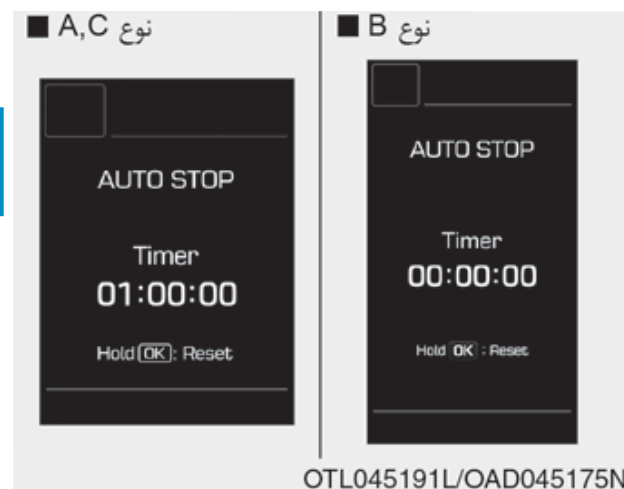 ■ نوع A,C
AUTO STOP
Timer
01:00:00
Hold OK : Reset
■ نوع B
AUTO STOP
Timer
00:00:00
Hold OK : Reset
OTL045191L/OAD045175N